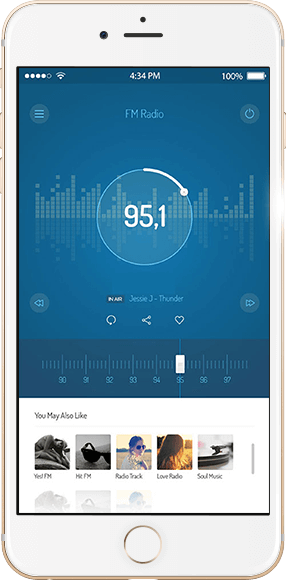 4:34 PM 100%
FM Radio
95,1
IN AIR Jessie J - Thunder
90 91 92 93 94 95 96 97
You May Also Like
Yes! FM Hit FM Radio Track Love Radio Soul Music